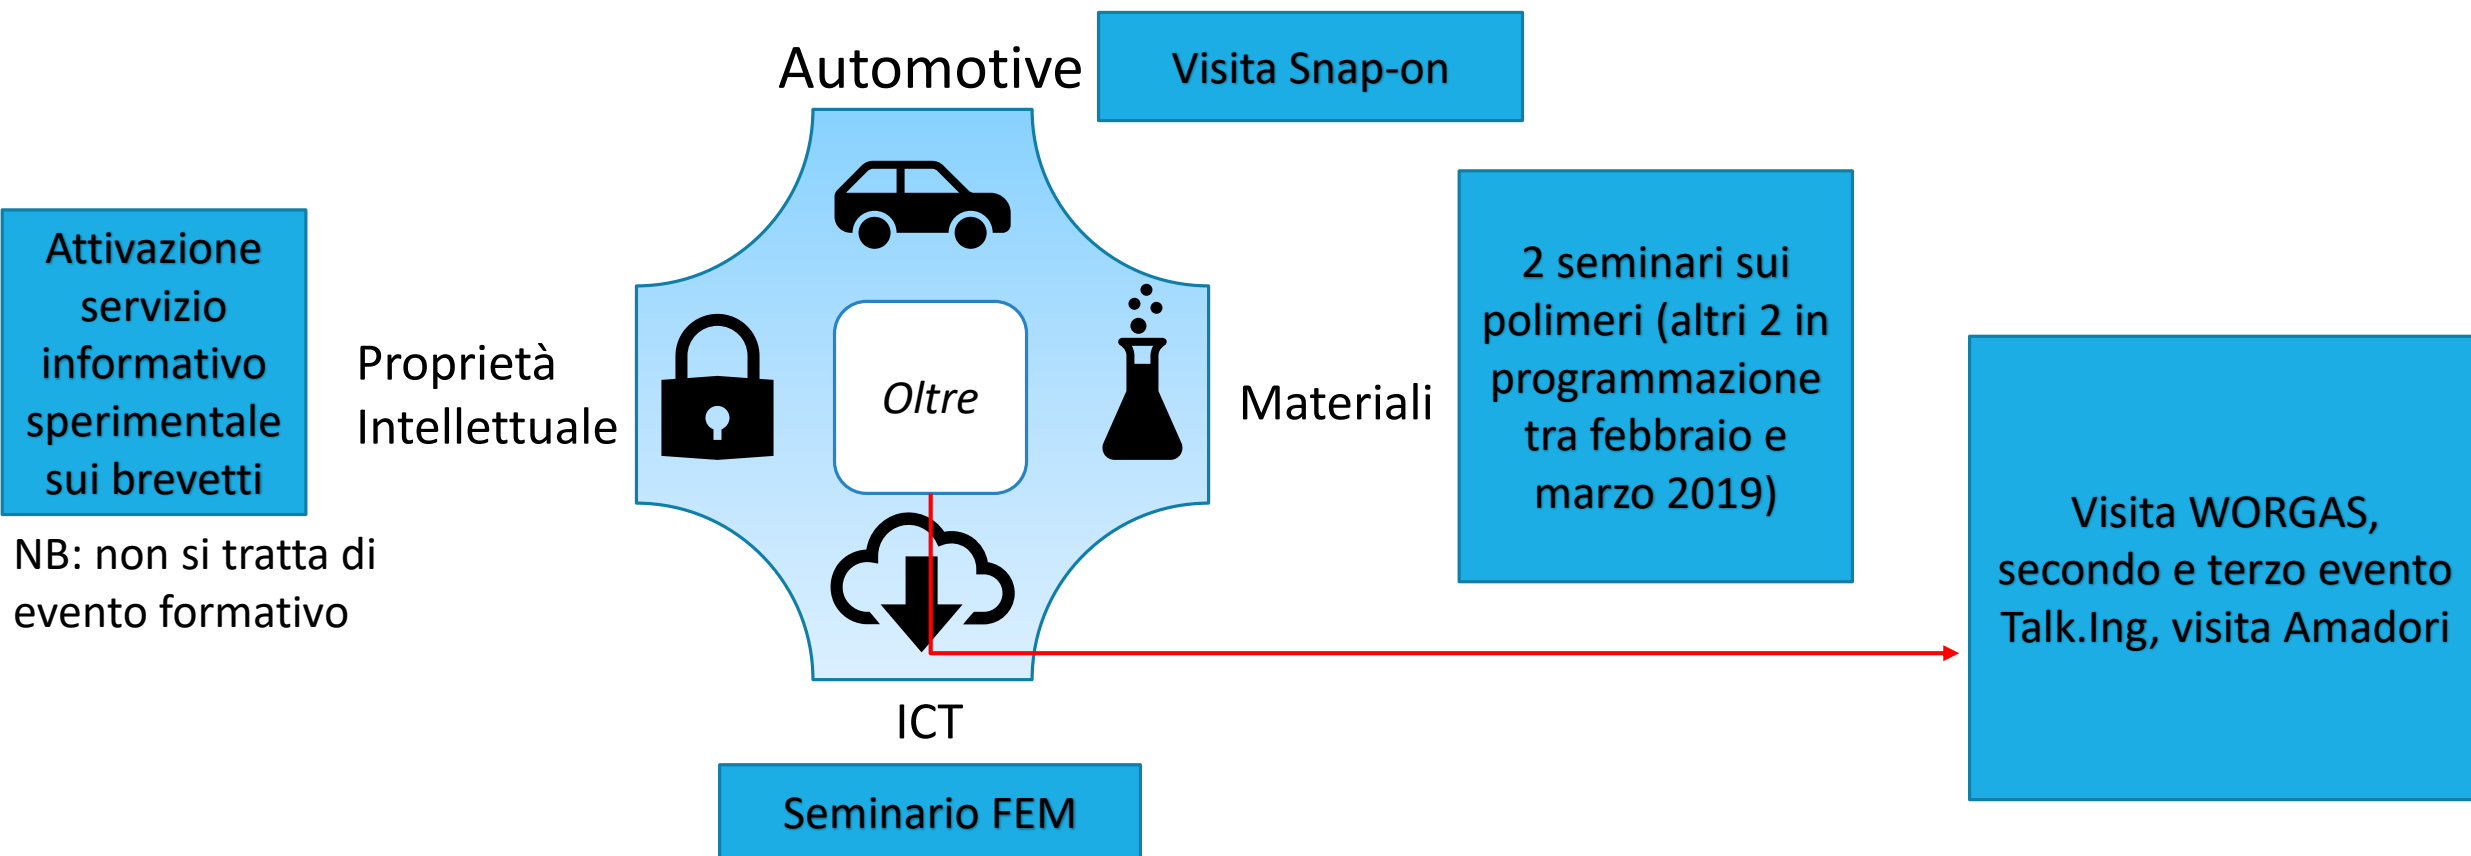 Automotive
Visita Snap-on
Attivazione
servizio
informativo
sperimentale
sui brevetti
NB: non si tratta di
evento formativo
Proprietà
Intellettuale
Oltre
Materiali
2 seminari sui
polimeri (altri 2 in
programmazione
tra febbraio e
marzo 2019)
Visita WORGAS,
secondo e terzo evento
Talk.Ing, visita Amadori
ICT
Seminario FEM